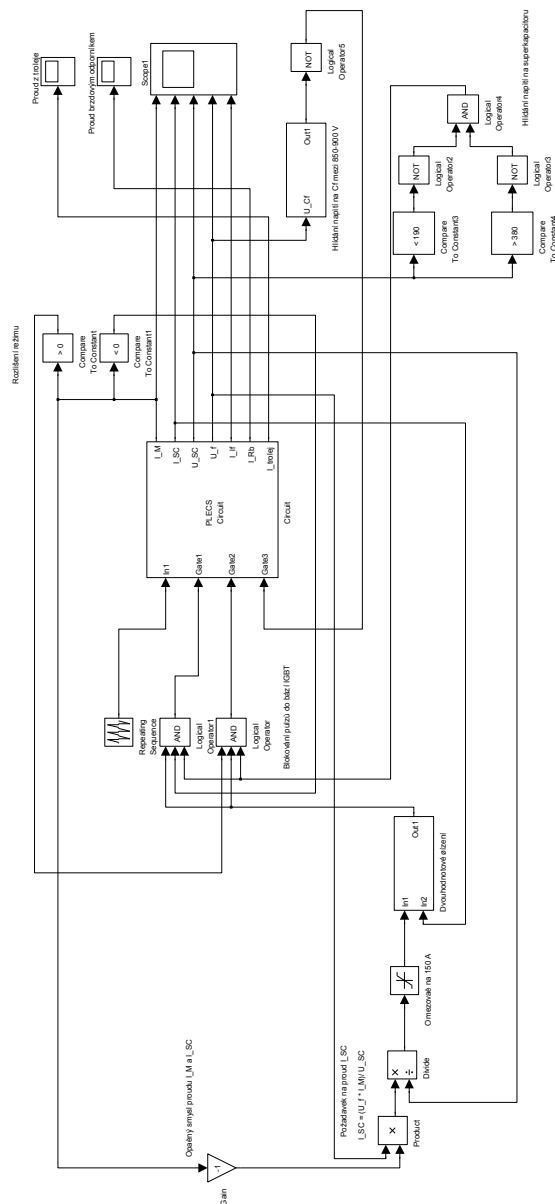 Proud z troleje
Proud brzdovým odporníkem
Scope1
NOT
Logical
Operator5
U_Cf
Out1
Hlídání napití na Cf mezi 850-900 V
Hlídání napití na superkapacitoru
AND
Logical
Operator4
NOT
Logical
Operator2
NOT
Logical
Operator3
< 190
Compare
To Constant3
> 380
Compare
To Constant4
Rozlišení režimu
> 0
Compare
To Constant
< 0
Compare
To Constant1
I_M
I_SC
U_SC
U_f
I_lf
I_Rb
I_trolej
PLECS
Circuit
Circuit
In1
Gate1
Gate2
Gate3
Repeating
Sequence
AND
Logical
Operator1
AND
Logical
Operator
Blokování pulzů do bází IGBT
In1
In2
Out1
Dvouhodnotové øízení
Omezovaè na 150 A
×
÷
Divide
×
Product
Požadavek na proud I_SC
I_SC = (U_f * I_M) / U_SC
Opaèný smysl proudu I_M a I_SC
-1
Gain